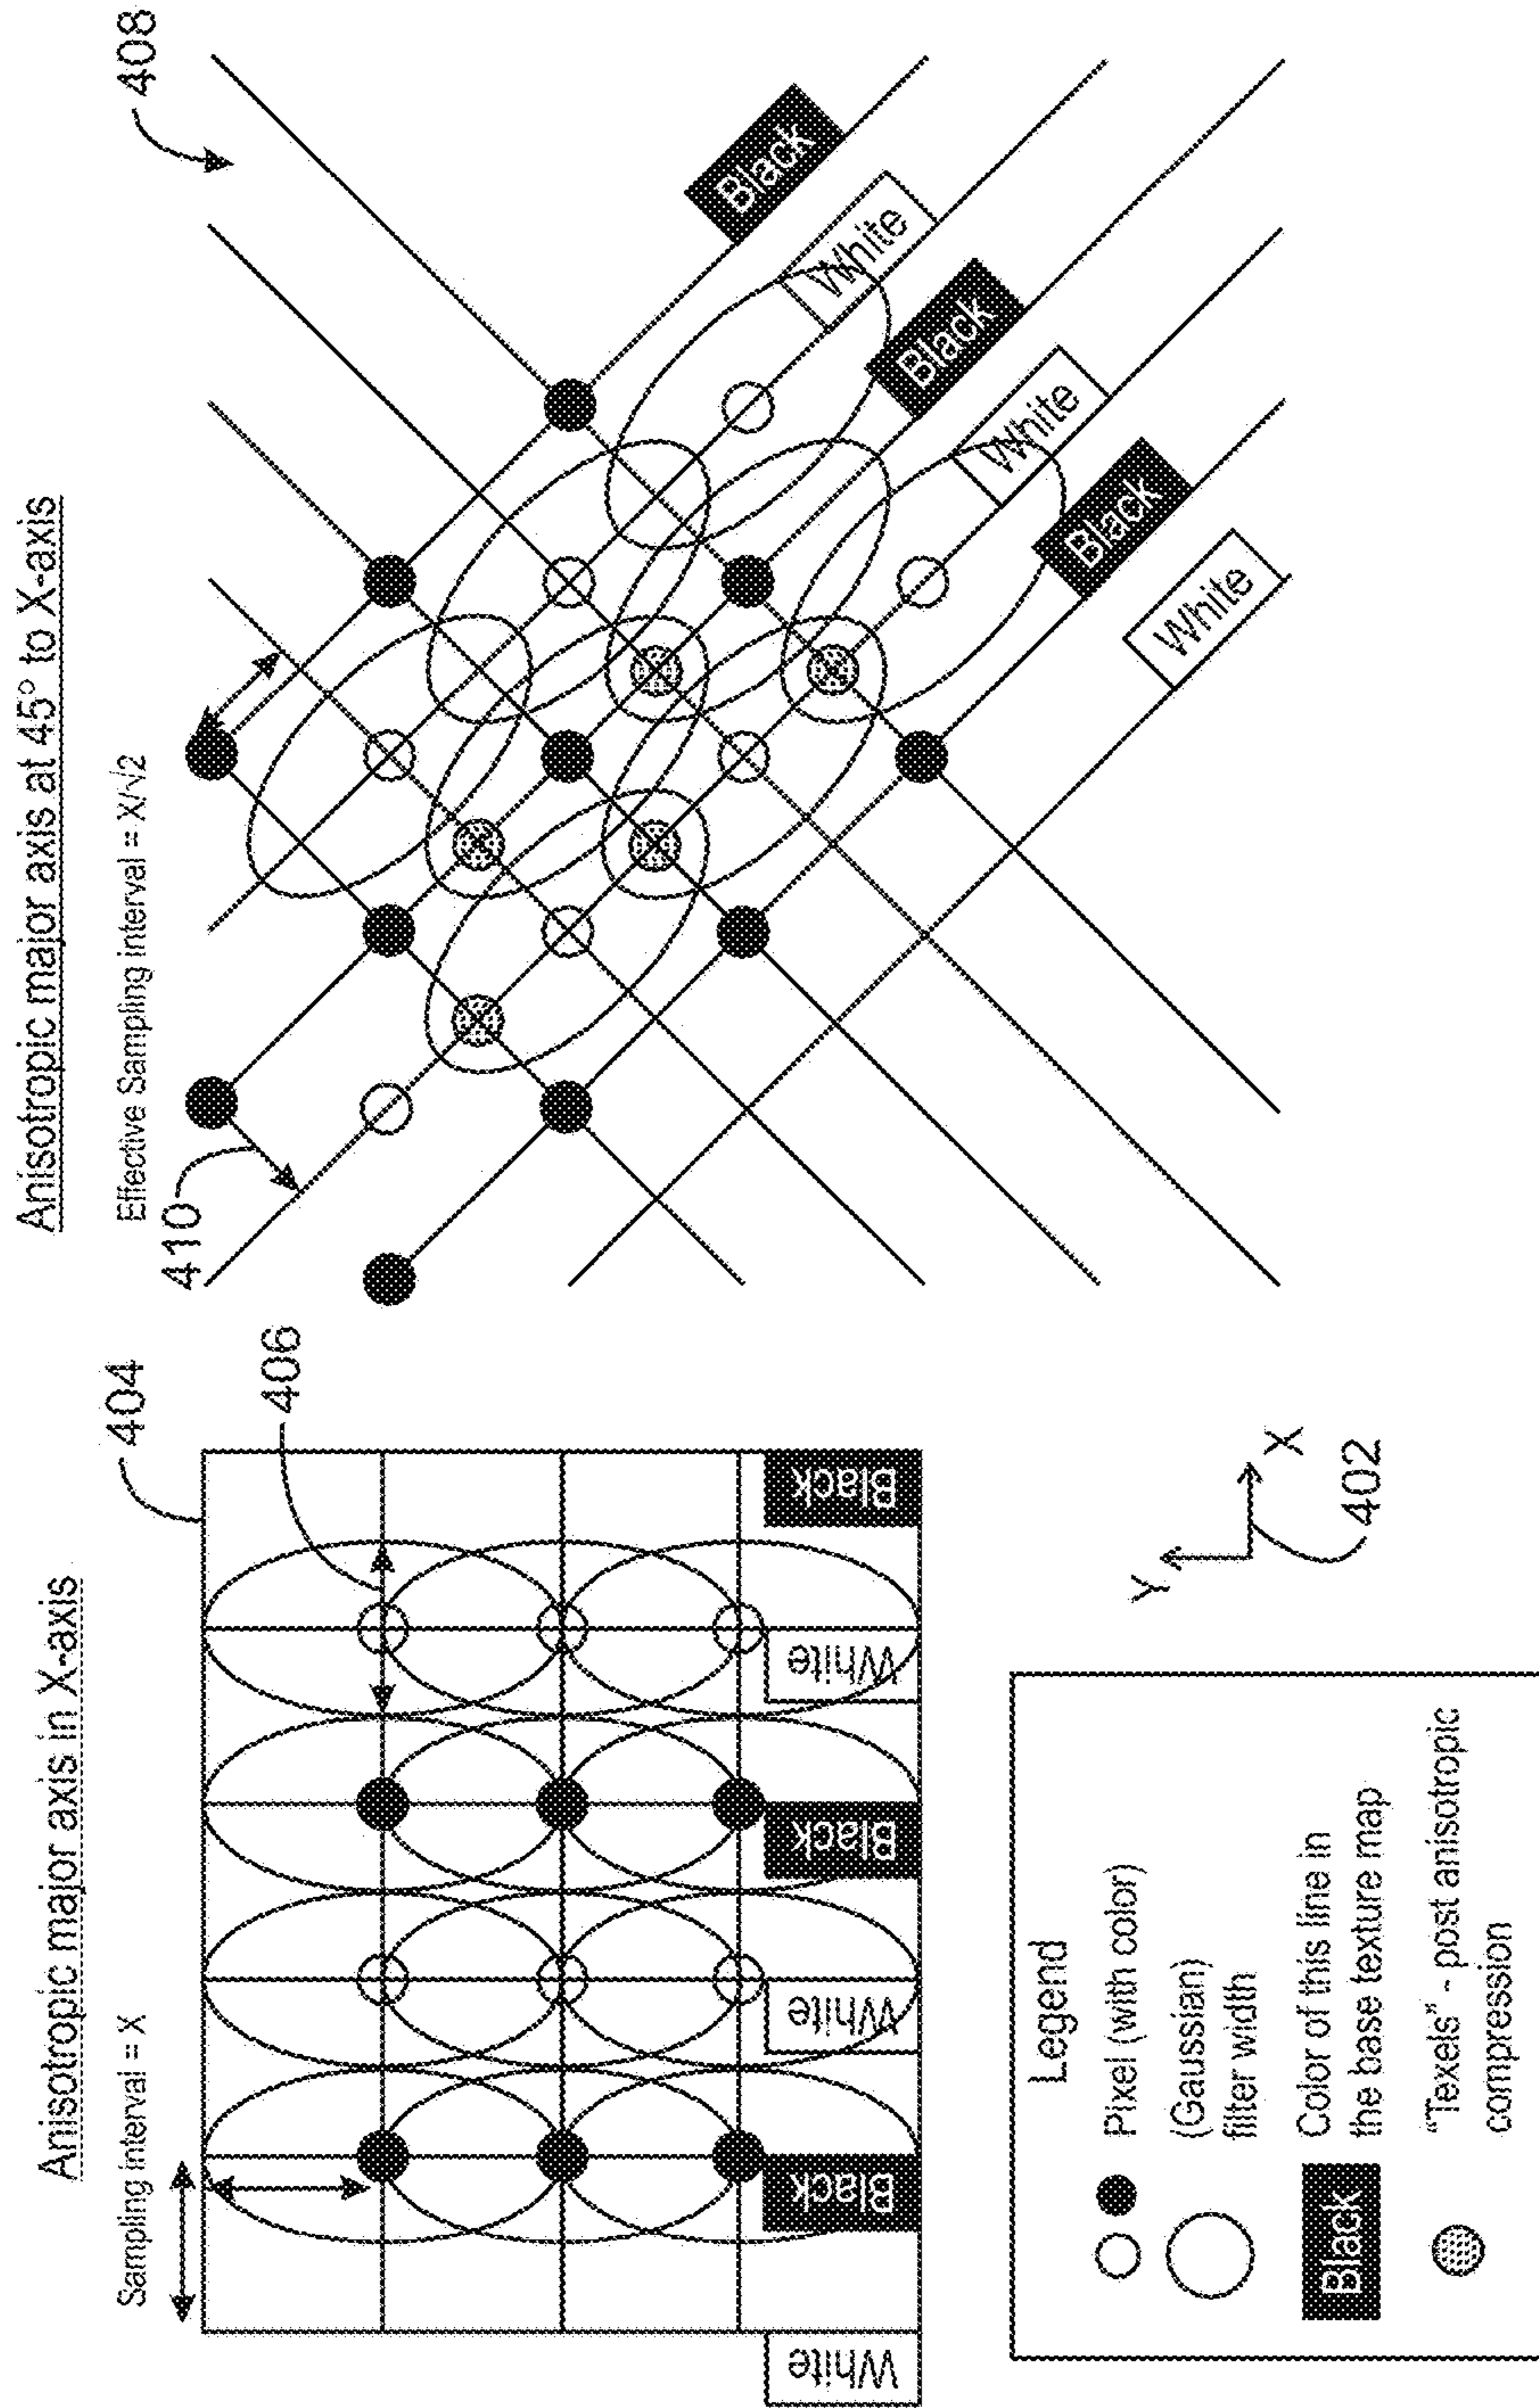 Anisotropic major axis in X-axis
Sampling interval = X
404
406
White
Black
White
Black
White
Black
Y
X
402
Legend
Pixel (with color)
(Gaussian)
filter width
Black
Color of this line in
the base texture map
"Texels" - post anisotropic
compression
Anisotropic major axis at 45° to X-axis
Effective Sampling interval = X/√2
410
408
Black
White
Black
White
Black
White